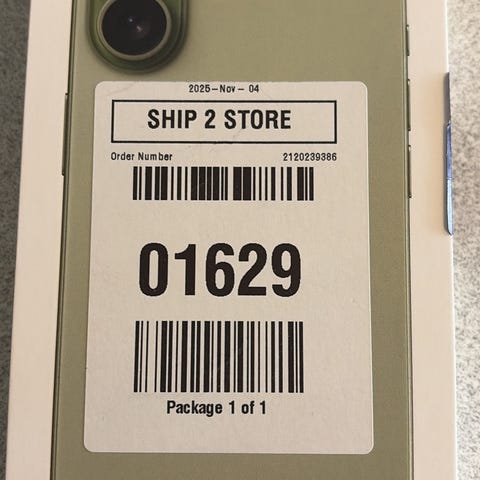 2025-Nov-04
SHIP 2 STORE
Order Number 2120239386
01629
Package 1 of 1